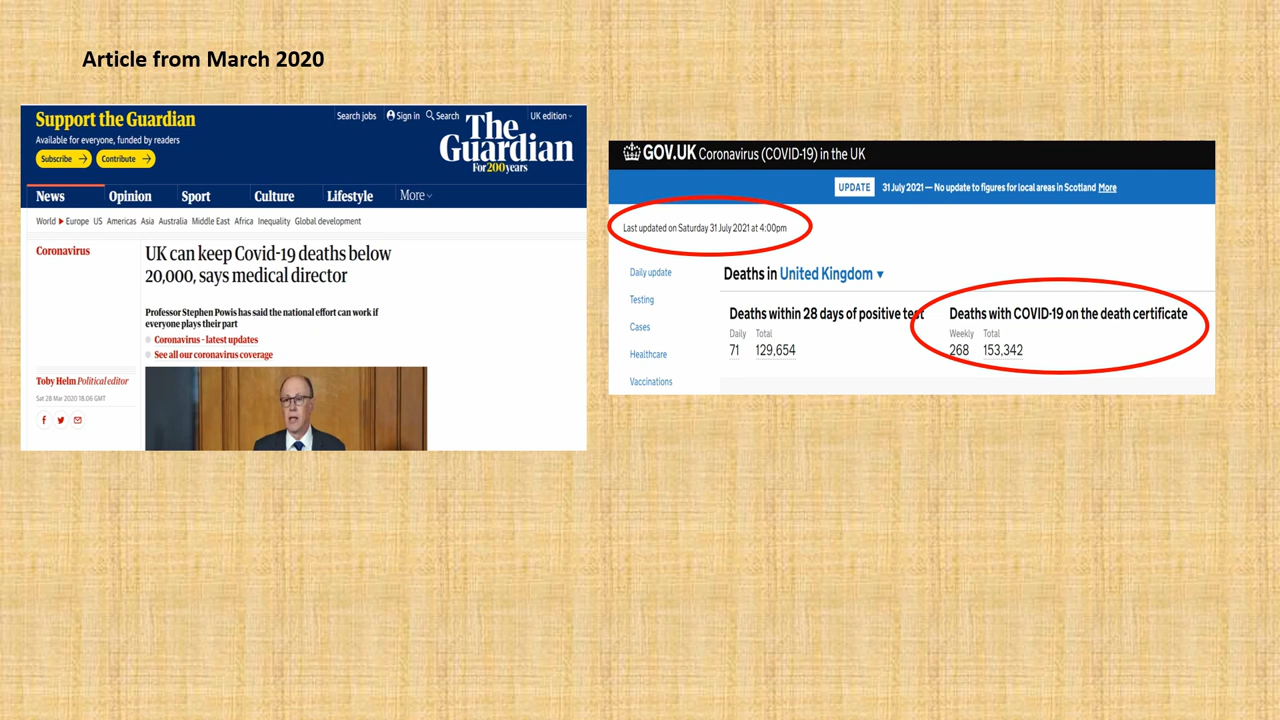 Article from March 2020
Support the Guardian
Available for everyone, funded by readers
Subscribe → Contribute →
Search jobs Sign in Search UK edition
The Guardian
For 200 years
News Opinion Sport Culture Lifestyle More
World Europe US Americas Asia Australia Middle East Africa Inequality Global development
Coronavirus
UK can keep Covid-19 deaths below
20,000, says medical director
Professor Stephen Powis has said the national effort can work if
everyone plays their part
Coronavirus - latest updates
See all our coronavirus coverage
Toby Helm Political editor
Sat 28 Mar 2020 18.06 GMT
GOV.UK Coronavirus (COVID-19) in the UK
UPDATE 31 July 2021 — No update to figures for local areas in Scotland More
Last updated on Saturday 31 July 2021 at 4:00pm
Daily update
Testing
Cases
Healthcare
Vaccinations
Deaths in United Kingdom
Deaths within 28 days of positive test
Daily Total
71 129,654
Deaths with COVID-19 on the death certificate
Weekly Total
268 153,342